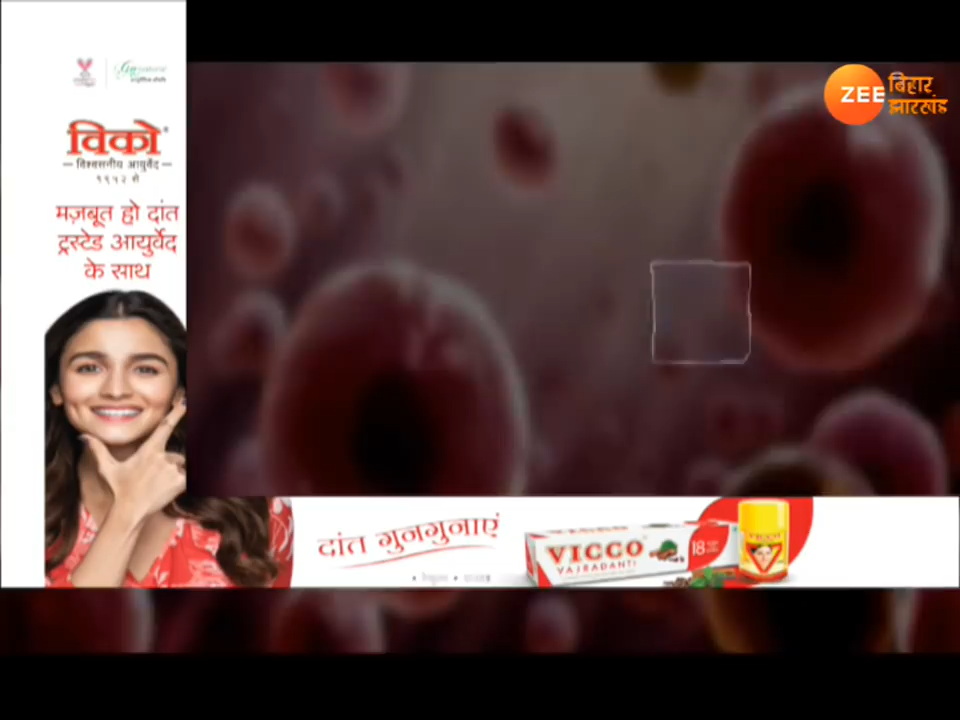 विको
विश्वसनीय आयुर्वेद
१९५२ से
मज़बूत हो दांत
ट्रस्टेड आयुर्वेद
के साथ
ZEE बिहार
झारखंड
दांत गुनगुनाएं
VICCO
VAJRADANTI
18
VICCO